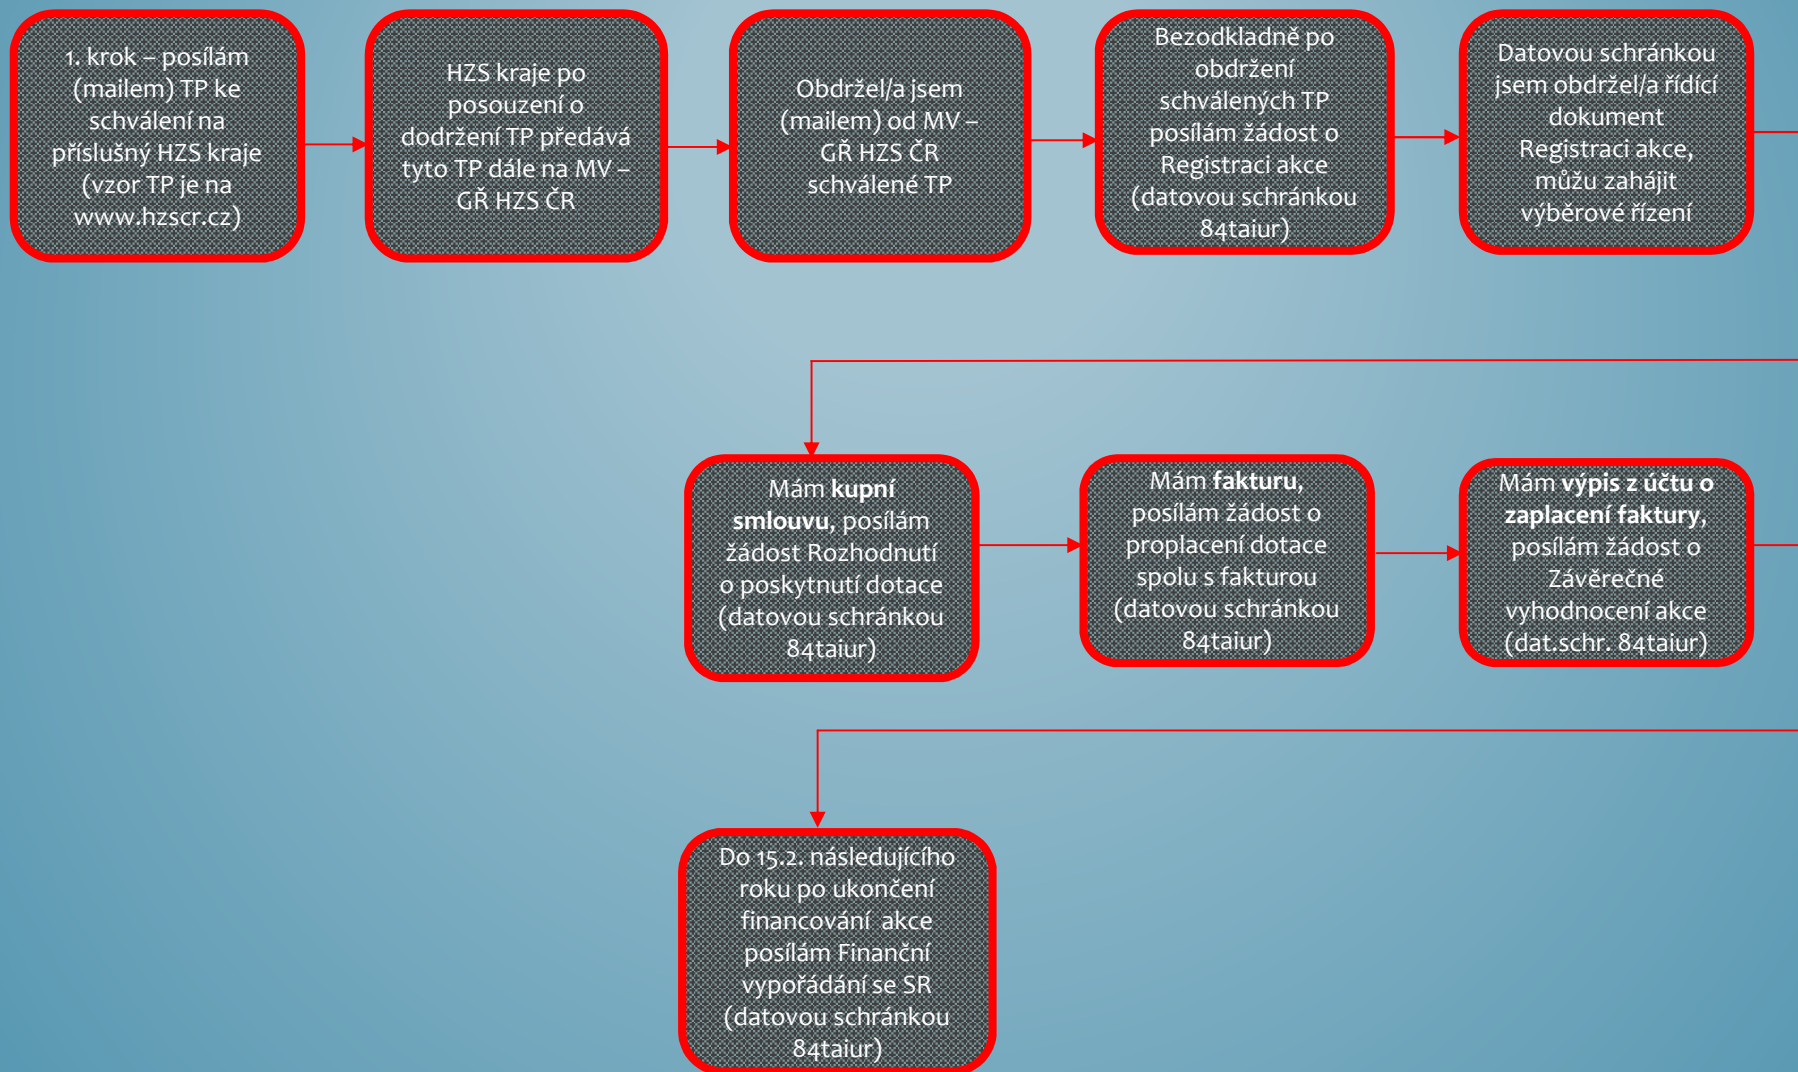 1. krok – posílám
(mailem) TP ke
schválení na
příslušný HZS kraje
(vzor TP je na
www.hzscr.cz)
HZS kraje po
posouzení o
dodržení TP předává
tyto TP dále na MV –
GŘ HZS ČR
Obdržel/a jsem
(mailem) od MV –
GŘ HZS ČR
schválené TP
Bezodkladně po
obdržení
schválených TP
posílám žádost o
Registraci akce
(datovou schránkou
84taiur)
Datovou schránkou
jsem obdržel/a řídící
dokument
Registraci akce,
můžu zahájit
výběrové řízení
Mám kupní
smlouvu, posílám
žádost Rozhodnutí
o poskytnutí dotace
(datovou schránkou
84taiur)
Mám fakturu,
posílám žádost o
proplacení dotace
spolu s fakturou
(datovou schránkou
84taiur)
Mám výpis z účtu o
zaplacení faktury,
posílám žádost o
Závěrečné
vyhodnocení akce
(dat.schr. 84taiur)
Do 15.2. následujícího
roku po ukončení
financování akce
posílám Finanční
vypořádání se SR
(datovou schránkou
84taiur)